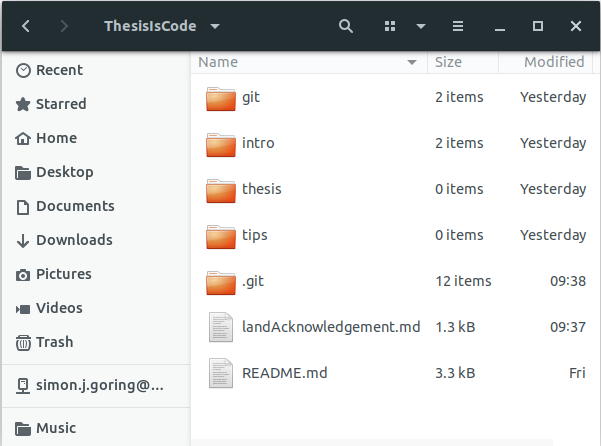 ThesisIsCode
Name Size Modified
Recent
Starred
Home
Desktop
Documents
Downloads
Pictures
Videos
Trash
simon.j.goring@...
Music
git 2 items Yesterday
intro 2 items Yesterday
thesis 0 items Yesterday
tips 0 items Yesterday
.git 12 items 09:38
landAcknowledgement.md 1.3 kB 09:37
README.md 3.3 kB Fri